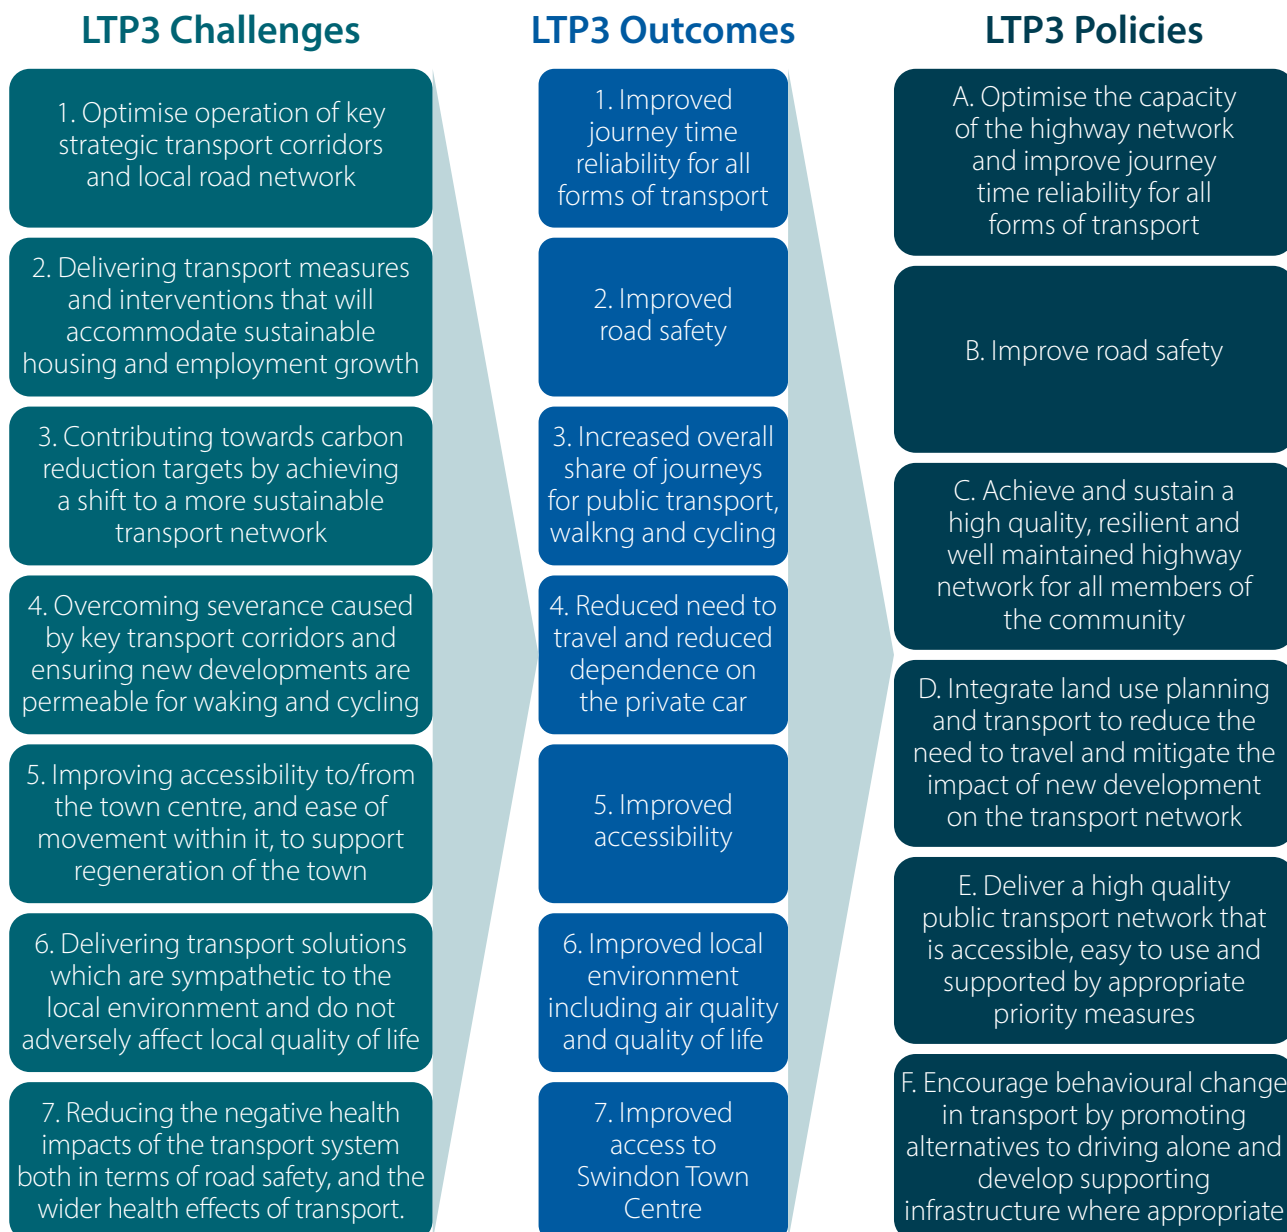 LTP3 Challenges
1. Optimise operation of key
strategic transport corridors
and local road network
2. Delivering transport measures
and interventions that will
accommodate sustainable
housing and employment growth
3. Contributing towards carbon
reduction targets by achieving
a shift to a more sustainable
transport network
4. Overcoming severance caused
by key transport corridors and
ensuring new developments are
permeable for waking and cycling
5. Improving accessibility to/from
the town centre, and ease of
movement within it, to support
regeneration of the town
6. Delivering transport solutions
which are sympathetic to the
local environment and do not
adversely affect local quality of life
7. Reducing the negative health
impacts of the transport system
both in terms of road safety, and the
wider health effects of transport.
LTP3 Outcomes
1. Improved
journey time
reliability for all
forms of transport
2. Improved
road safety
3. Increased overall
share of journeys
for public transport,
walkng and cycling
4. Reduced need to
travel and reduced
dependence on
the private car
5. Improved
accessibility
6. Improved local
environment
including air quality
and quality of life
7. Improved
access to
Swindon Town
Centre
LTP3 Policies
A. Optimise the capacity
of the highway network
and improve journey
time reliability for all
forms of transport
B. Improve road safety
C. Achieve and sustain a
high quality, resilient and
well maintained highway
network for all members of
the community
D. Integrate land use planning
and transport to reduce the
need to travel and mitigate the
impact of new development
on the transport network
E. Deliver a high quality
public transport network that
is accessible, easy to use and
supported by appropriate
priority measures
F. Encourage behavioural change
in transport by promoting
alternatives to driving alone and
develop supporting
infrastructure where appropriate